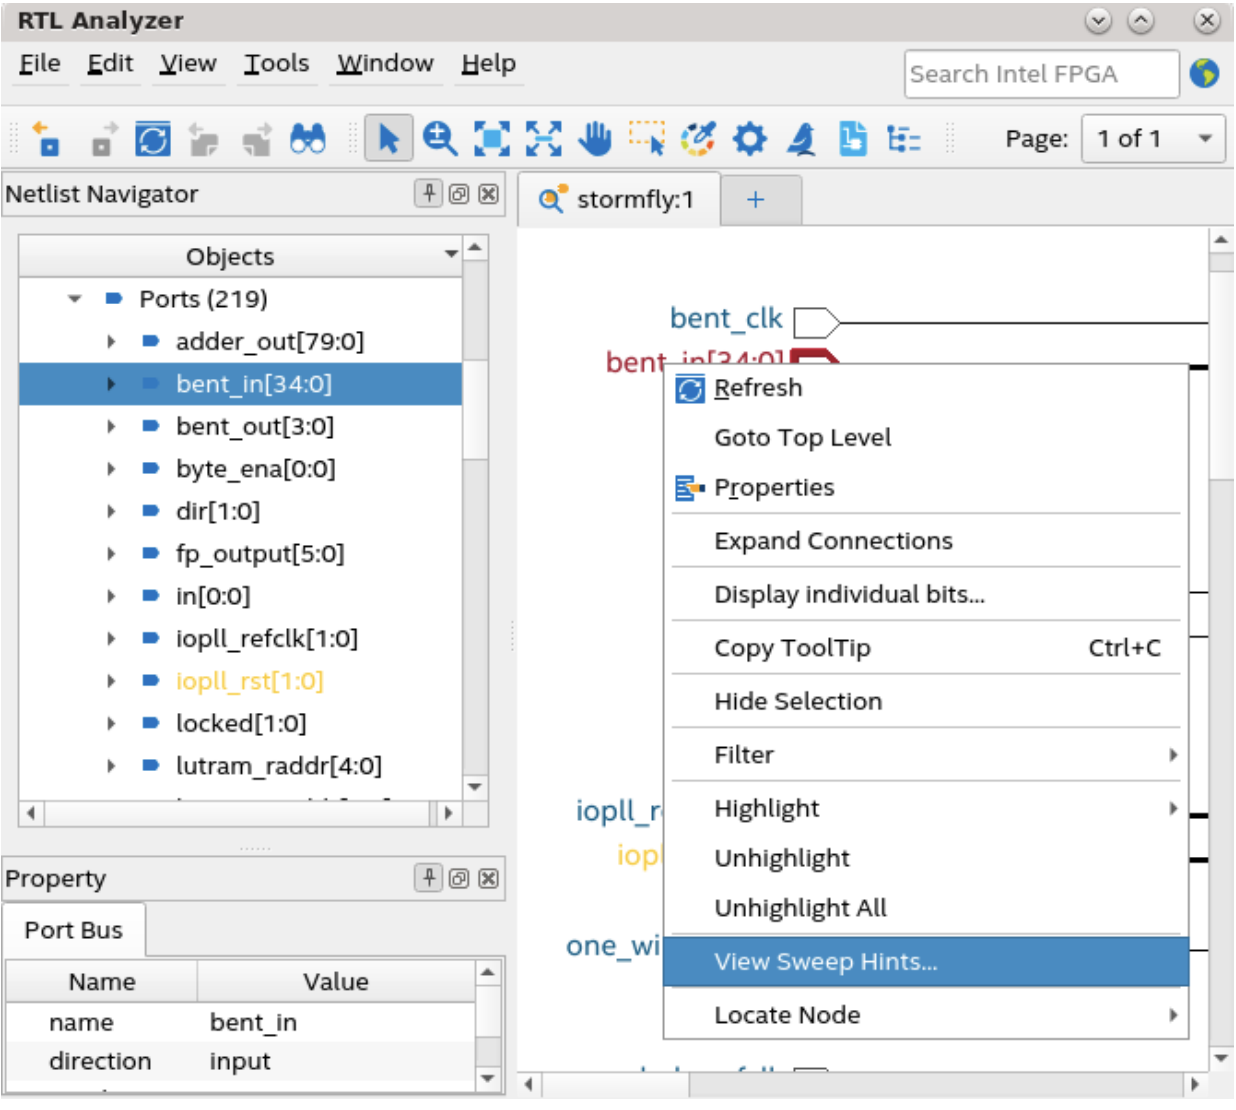 RTL Analyzer
File Edit View Tools Window Help
Search Intel FPGA
Page: 1 of 1
Netlist Navigator
stormfly:1 +
Objects
Ports (219)
adder_out[79:0]
bent_in[34:0]
bent_out[3:0]
byte_ena[0:0]
dir[1:0]
fp_output[5:0]
in[0:0]
iopll_refclk[1:0]
iopll_rst[1:0]
locked[1:0]
lutram_raddr[4:0]
Property
Port Bus
Name Value
name bent_in
direction input
bent_clk
bent_in[34:0]
Refresh
Goto Top Level
Properties
Expand Connections
Display individual bits...
Copy ToolTip Ctrl+C
Hide Selection
Filter
Highlight
Unhighlight
Unhighlight All
View Sweep Hints...
Locate Node
iopll_r
iopl
one_wi